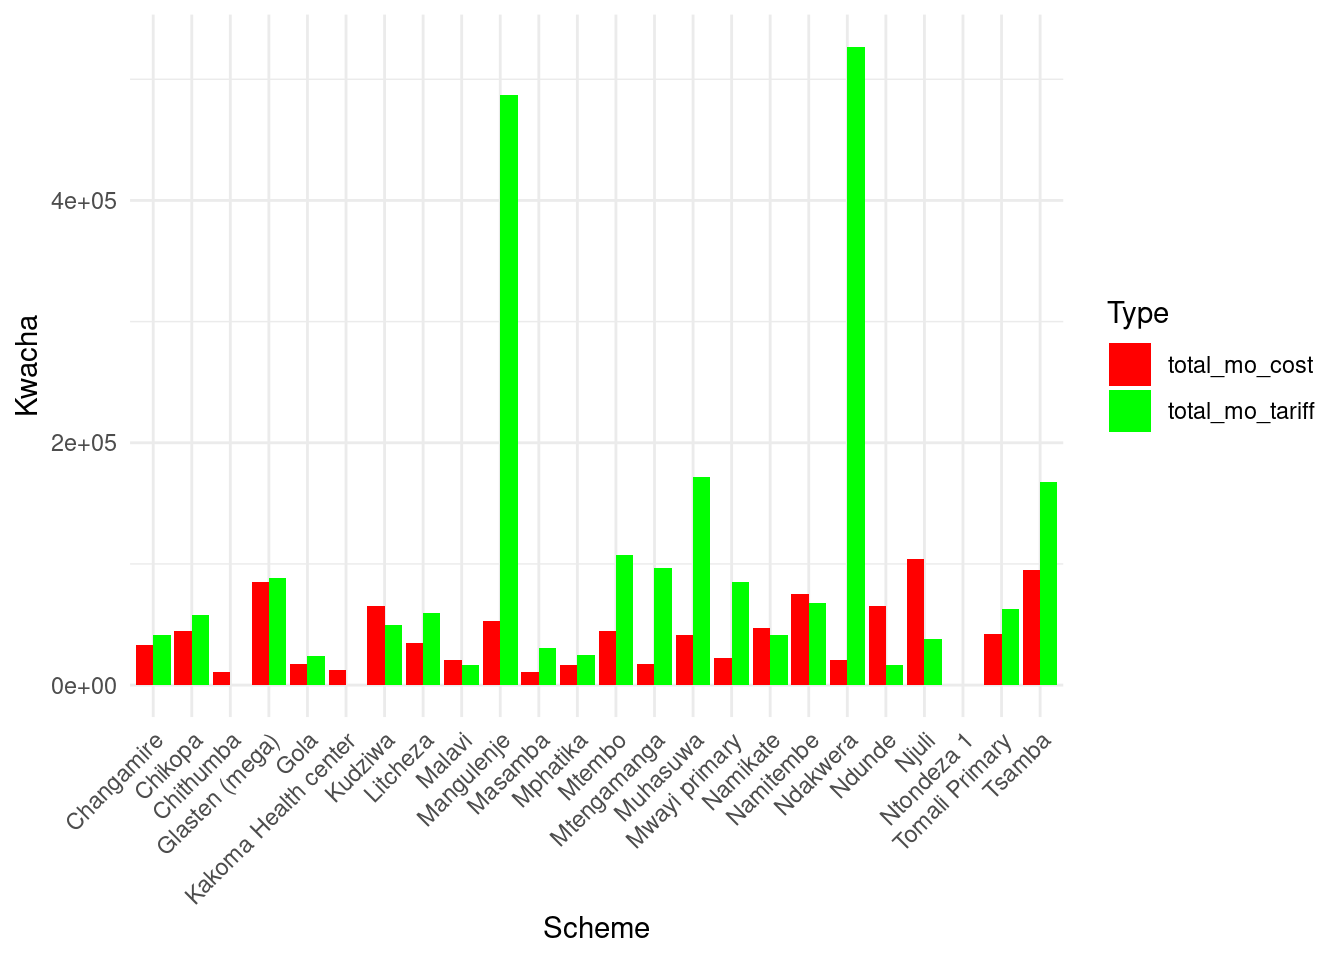 Kwacha
4e+05
2e+05
0e+00
Changamire
Chikopa
Chithumba
Glasten (mega)
Gola
Kakoma Health center
Kudziwa
Litcheza
Malavi
Mangulenje
Masamba
Mphatika
Mtembo
Mtengamanga
Muhasuwa
Mwayi primary
Namikate
Namitembe
Ndakwera
Ndunde
Njuli
Ntondeza 1
Tomali Primary
Tsamba
Scheme
Type
total_mo_cost
total_mo_tariff